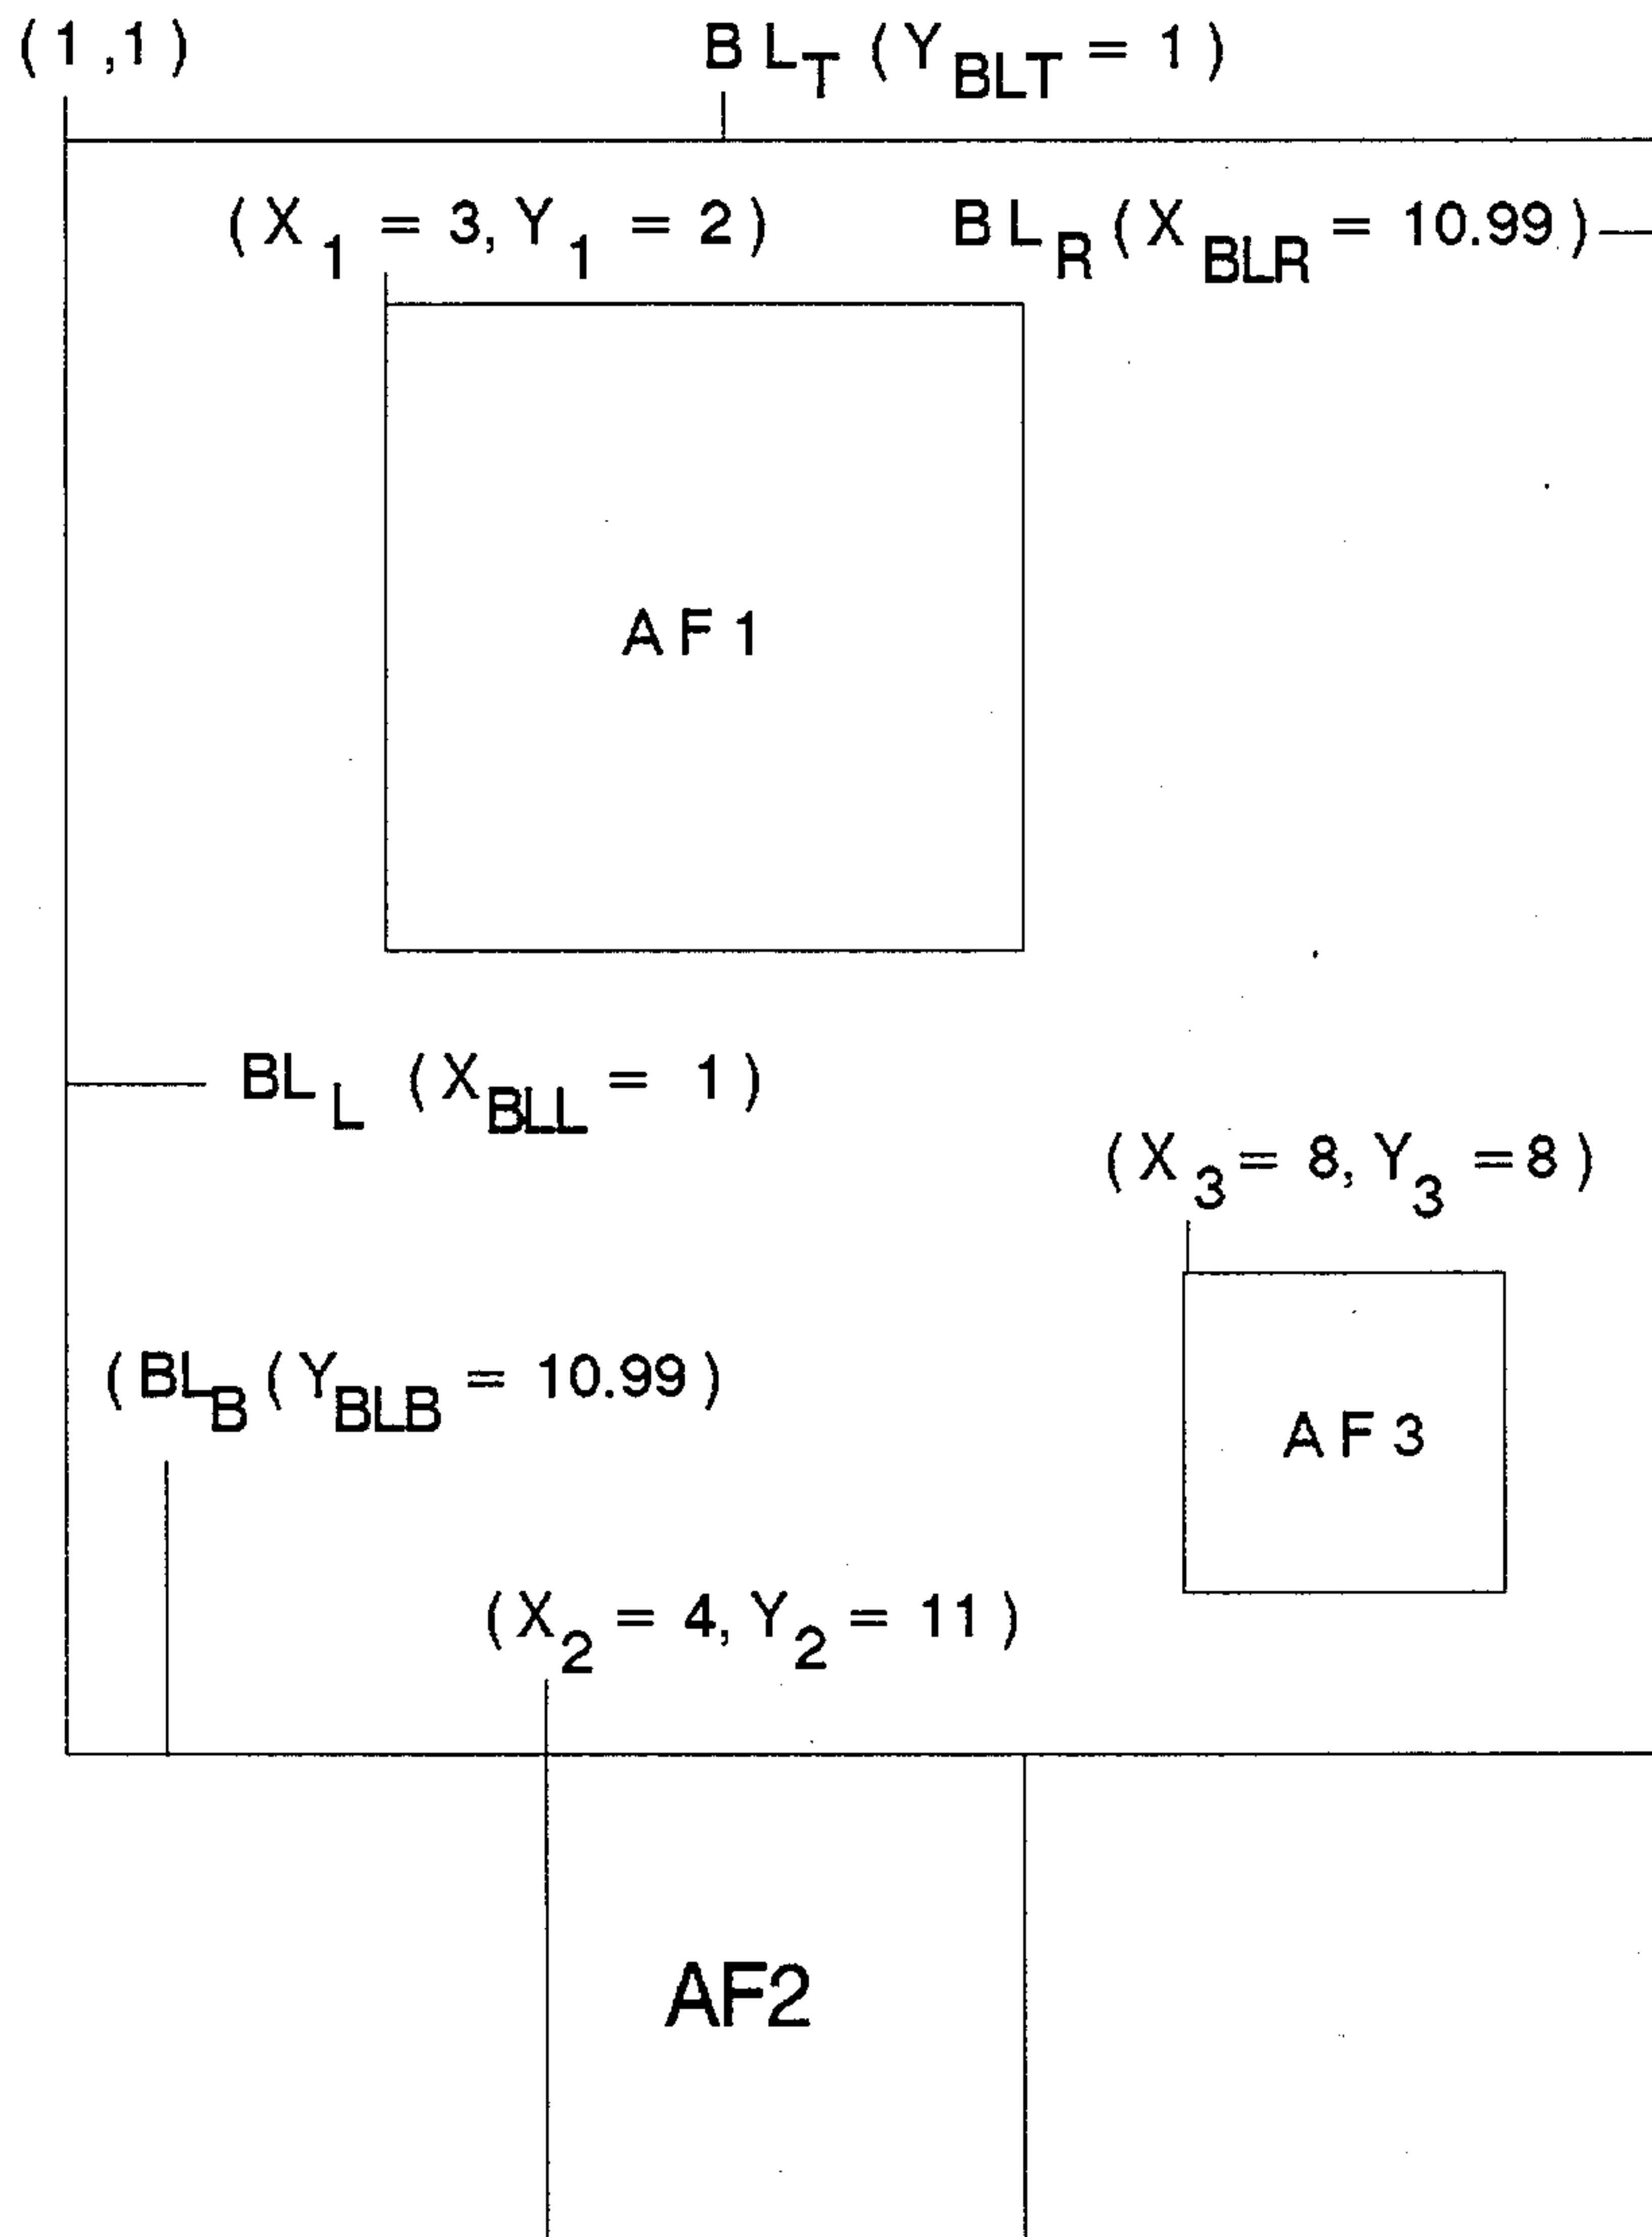 (1,1) BL_T (Y_BLT = 1)
(X_1 = 3, Y_1 = 2) BL_R (X_BLR = 10.99)
AF1
BL_L (X_BLL = 1)
(X_3 = 8, Y_3 = 8)
(BL_B (Y_BLB = 10.99)
AF3
(X_2 = 4, Y_2 = 11)
AF2